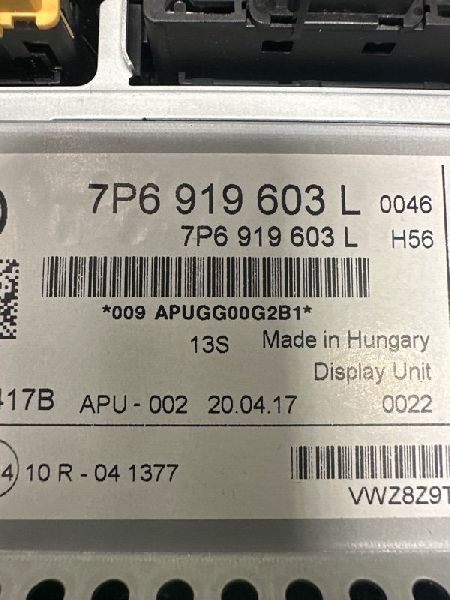 7P6 919 603 L 0046
7P6 919 603 L H56
*009 APUGG00G2B1*
13S Made in Hungary
Display Unit
417B APU - 002 20.04.17 0022
4 10 R - 04 1377
VWZ8Z9T